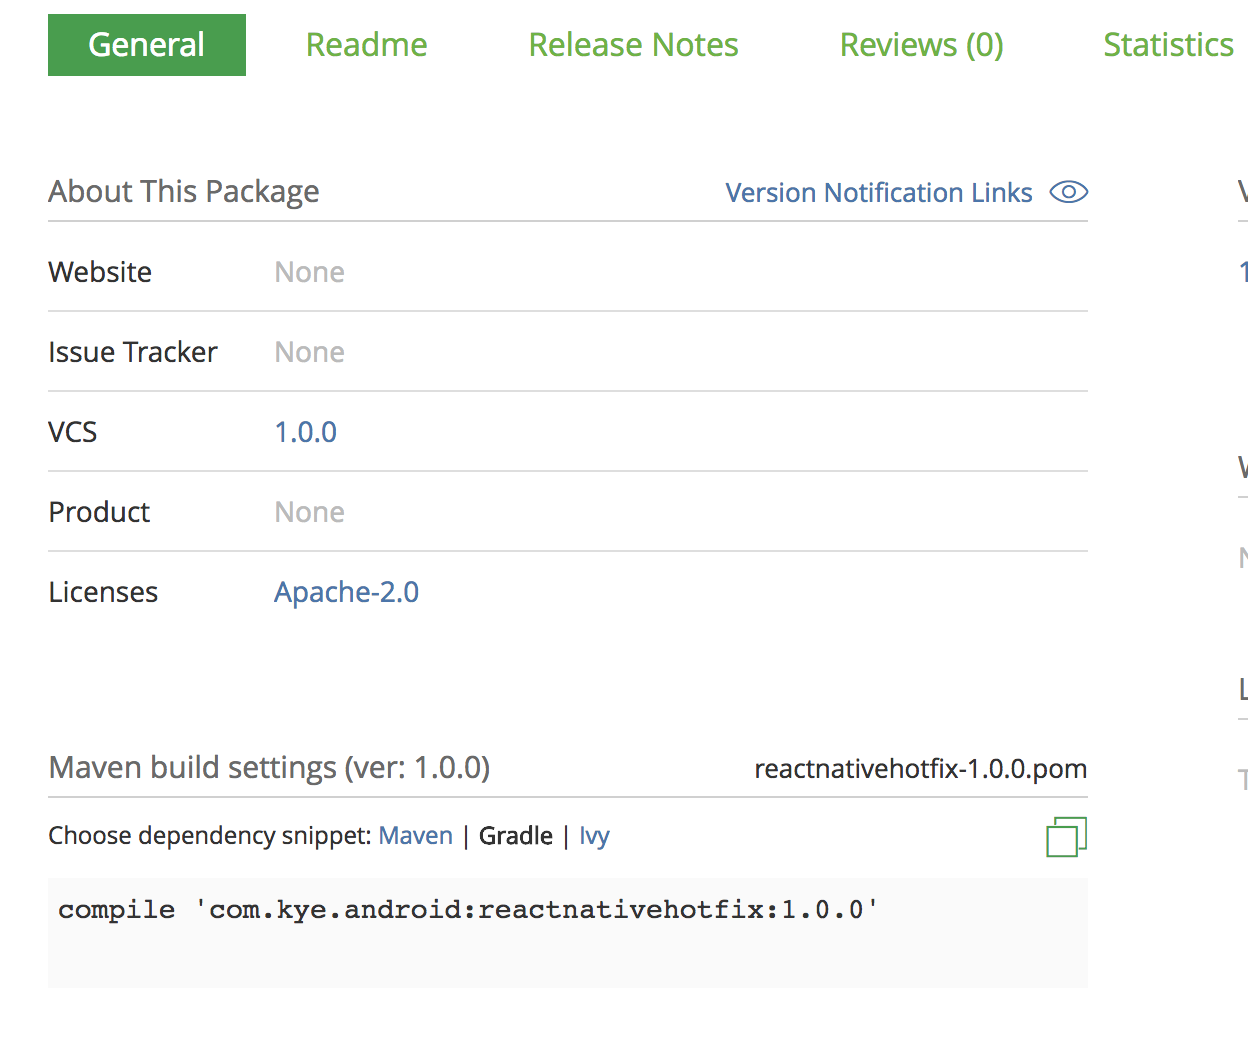 General Readme Release Notes Reviews (0) Statistics
About This Package Version Notification Links
Website None
Issue Tracker None
VCS 1.0.0
Product None
Licenses Apache-2.0
Maven build settings (ver: 1.0.0) reactnativehotfix-1.0.0.pom
Choose dependency snippet: Maven | Gradle | Ivy
compile 'com.kye.android:reactnativehotfix:1.0.0'